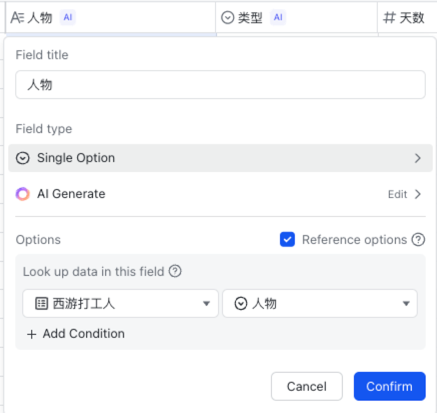 人物 AI 类型 AI 天数
Field title
人物
Field type
Single Option
AI Generate Edit
Options Reference options
Look up data in this field
西游打工人 人物
+ Add Condition
Cancel Confirm